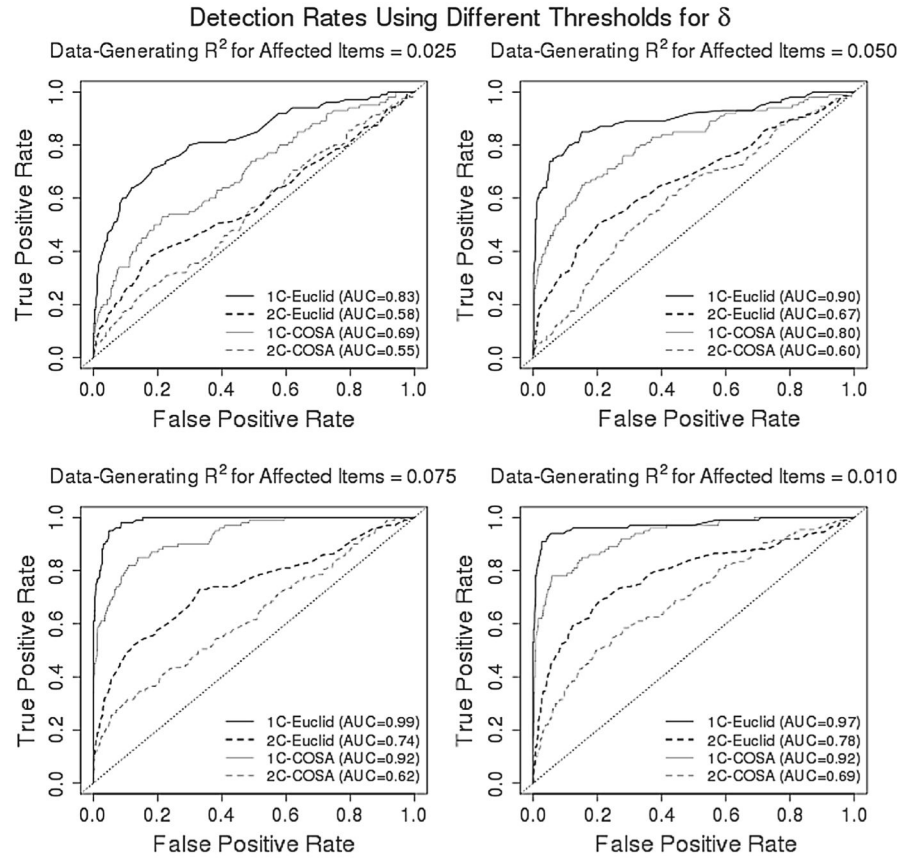 Detection Rates Using Different Thresholds for δ
Data-Generating R² for Affected Items = 0.025
True Positive Rate
1.0
0.8
0.6
0.4
0.2
0.0
1C-Euclid (AUC=0.83)
2C-Euclid (AUC=0.58)
1C-COSA (AUC=0.69)
2C-COSA (AUC=0.55)
0.0 0.2 0.4 0.6 0.8 1.0
False Positive Rate
Data-Generating R² for Affected Items = 0.050
True Positive Rate
1.0
0.8
0.6
0.4
0.2
0.0
1C-Euclid (AUC=0.90)
2C-Euclid (AUC=0.67)
1C-COSA (AUC=0.80)
2C-COSA (AUC=0.60)
0.0 0.2 0.4 0.6 0.8 1.0
False Positive Rate
Data-Generating R² for Affected Items = 0.075
True Positive Rate
1.0
0.8
0.6
0.4
0.2
0.0
1C-Euclid (AUC=0.99)
2C-Euclid (AUC=0.74)
1C-COSA (AUC=0.92)
2C-COSA (AUC=0.62)
0.0 0.2 0.4 0.6 0.8 1.0
False Positive Rate
Data-Generating R² for Affected Items = 0.010
True Positive Rate
1.0
0.8
0.6
0.4
0.2
0.0
1C-Euclid (AUC=0.97)
2C-Euclid (AUC=0.78)
1C-COSA (AUC=0.92)
2C-COSA (AUC=0.69)
0.0 0.2 0.4 0.6 0.8 1.0
False Positive Rate